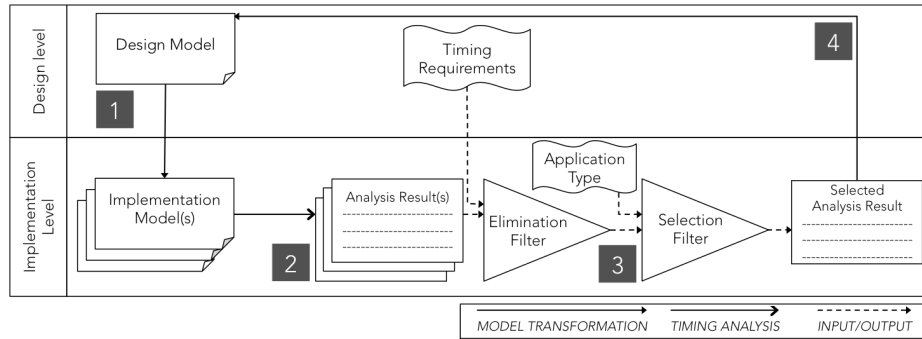 Design level
Design Model
1
Timing
Requirements
4
Implementation
Level
Implementation
Model(s)
2
Analysis Result(s)
Elimination
Filter
3
Application
Type
Selection
Filter
Selected
Analysis Result
MODEL TRANSFORMATION
TIMING ANALYSIS
INPUT/OUTPUT